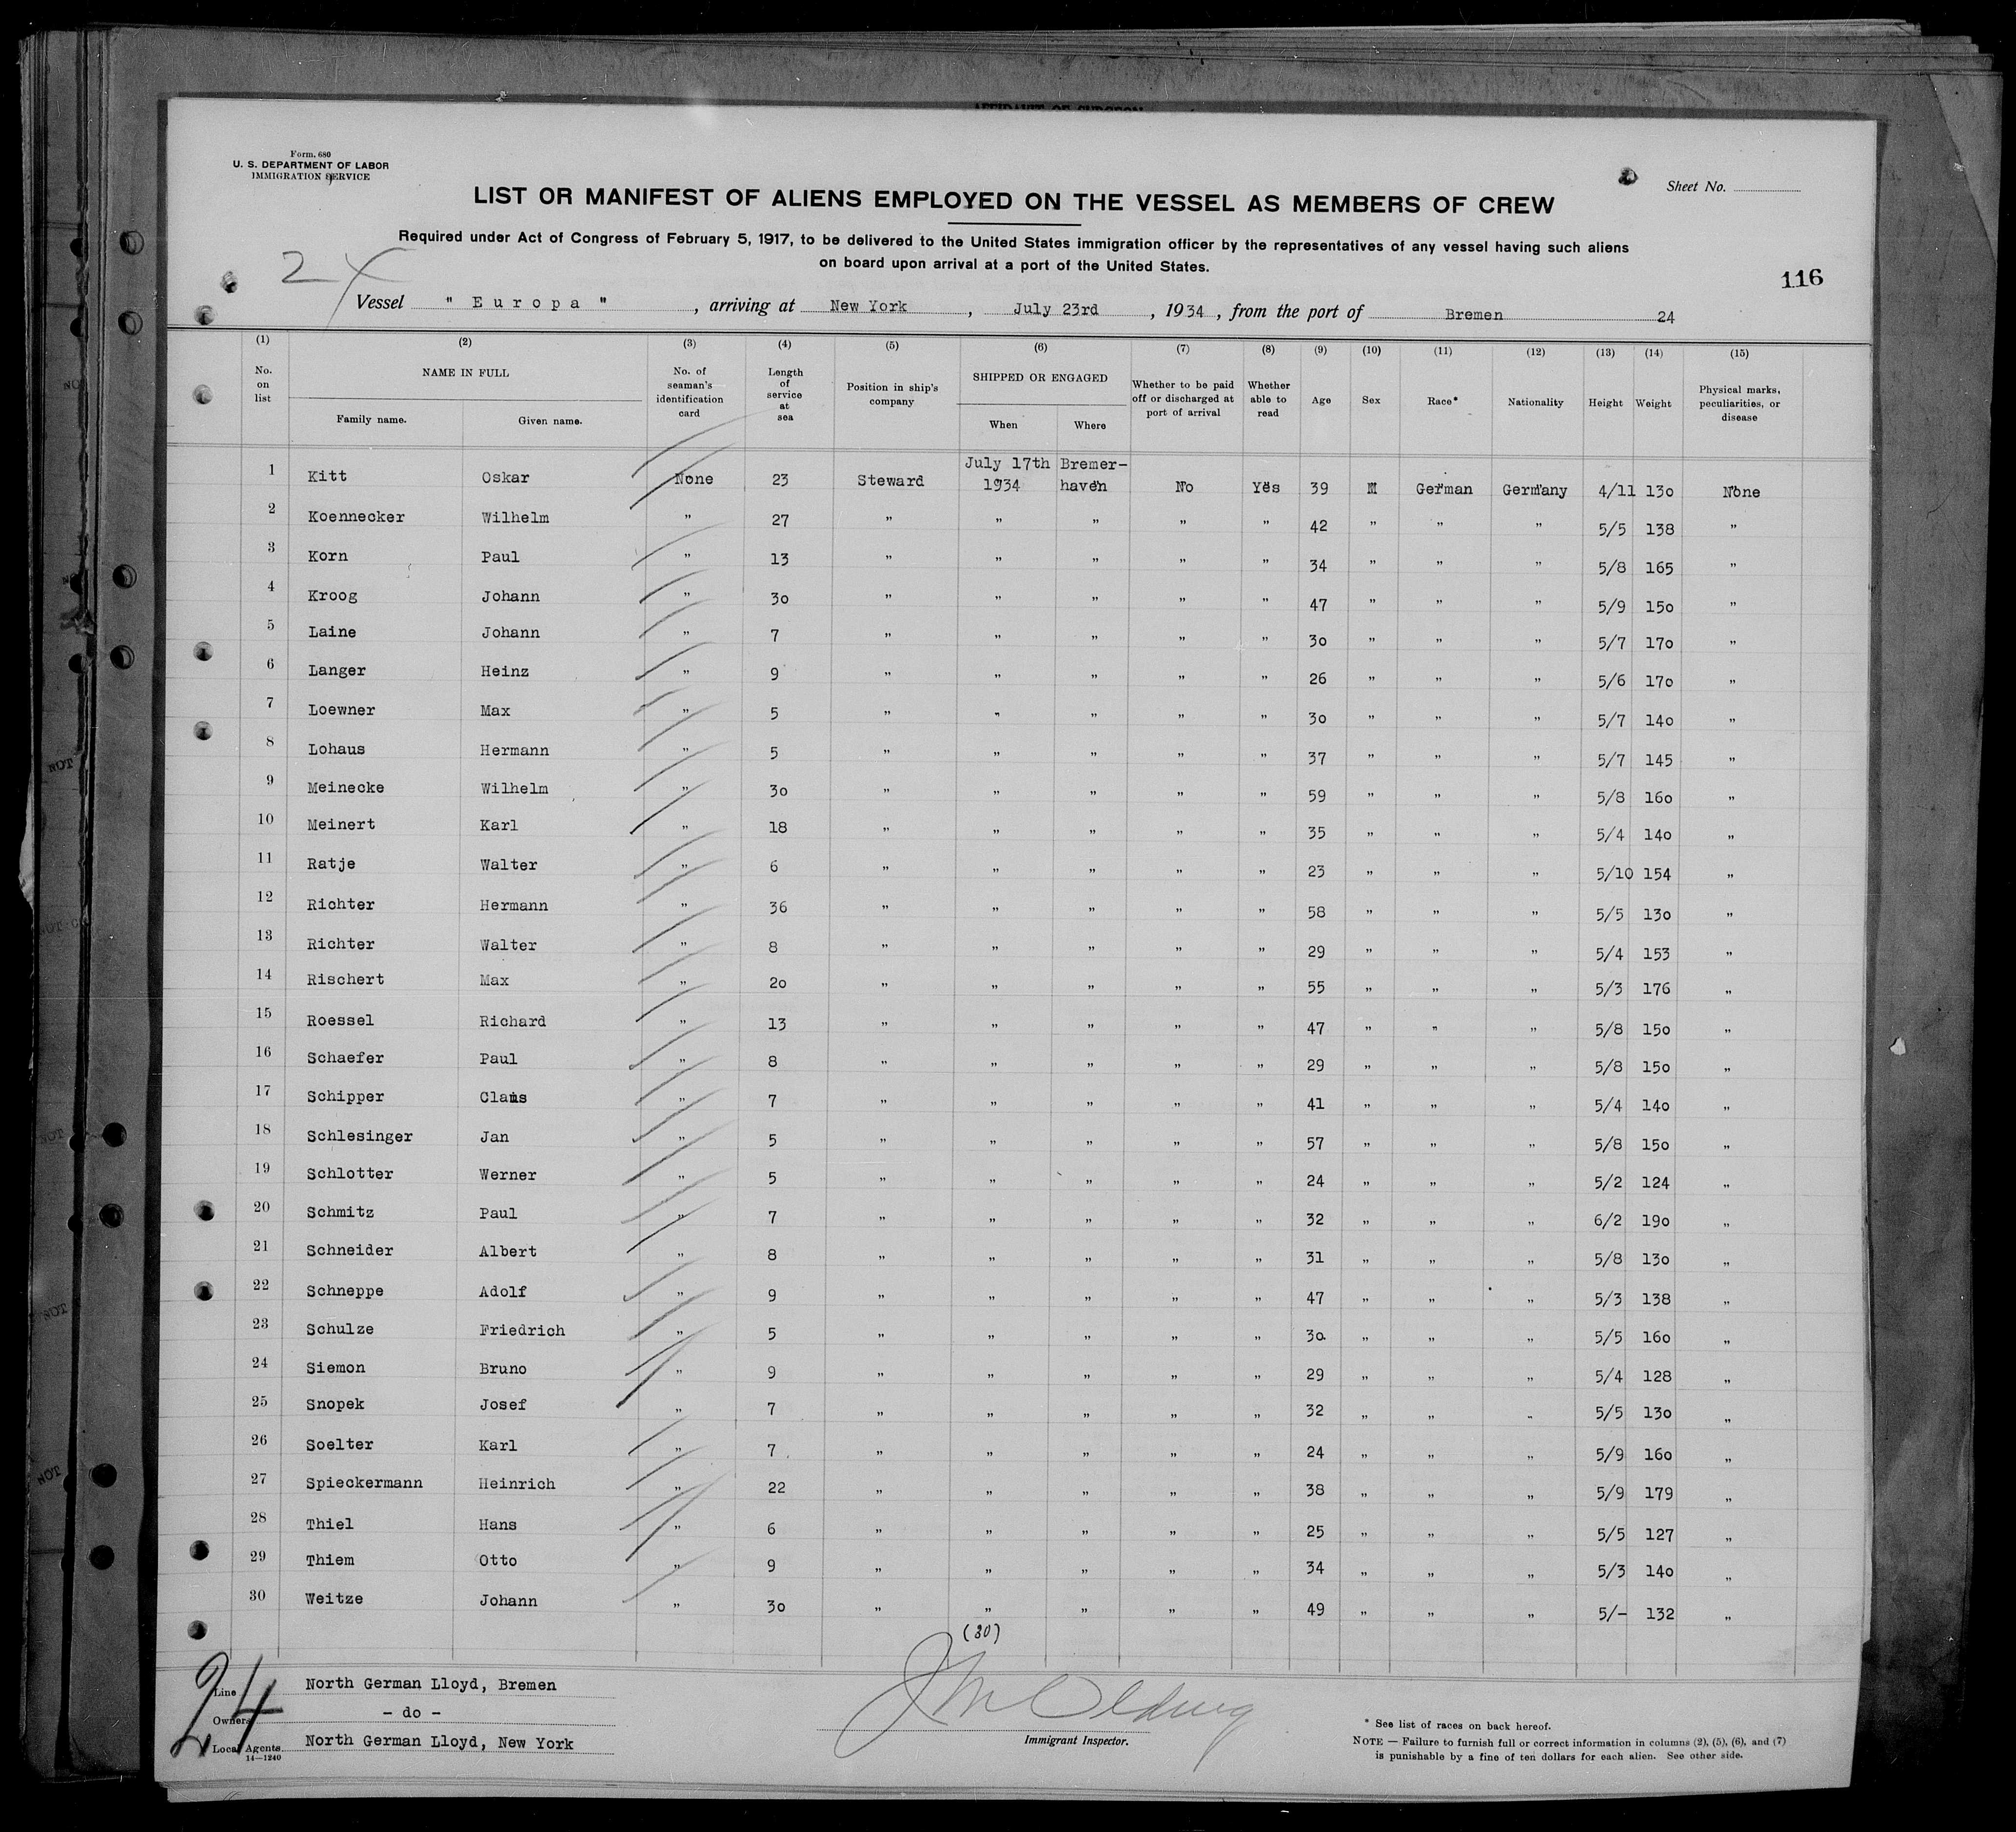 AFFIDAVIT OF SURGEON
Form. 680
U. S. DEPARTMENT OF LABOR
IMMIGRATION SERVICE
Sheet No.
LIST OR MANIFEST OF ALIENS EMPLOYED ON THE VESSEL AS MEMBERS OF CREW
Required under Act of Congress of February 5, 1917, to be delivered to the United States immigration officer by the representatives of any vessel having such aliens
on board upon arrival at a port of the United States.
116
Vessel " Europa ", arriving at New York, July 23rd, 1934, from the port of Bremen 24
(1) (2) (3) (4) (5) (6) (7) (8) (9) (10) (11) (12) (13) (14) (15)
No. on list NAME IN FULL Family name. Given name. No. of seaman's identification card Length of service at sea Position in ship's company SHIPPED OR ENGAGED When Where Whether to be paid off or discharged at port of arrival Whether able to read Age Sex Race* Nationality Height Weight Physical marks, peculiarities, or disease
1 Kitt Oskar None 23 Steward July 17th 1934 Bremer-haven No Yes 39 M German Germany 4/11 130 None
2 Koennecker Wilhelm " 27 " " " " " 42 " " " 5/5 138 "
3 Korn Paul " 13 " " " " " 34 " " " 5/8 165 "
4 Kroog Johann " 30 " " " " " 47 " " " 5/9 150 "
5 Laine Johann " 7 " " " " " 30 " " " 5/7 170 "
6 Langer Heinz " 9 " " " " " 26 " " " 5/6 170 "
7 Loewner Max " 5 " " " " " 30 " " " 5/7 140 "
8 Lohaus Hermann " 5 " " " " " 37 " " " 5/7 145 "
9 Meinecke Wilhelm " 30 " " " " " 59 " " " 5/8 160 "
10 Meinert Karl " 18 " " " " " 35 " " " 5/4 140 "
11 Ratje Walter " 6 " " " " " 23 " " " 5/10 154 "
12 Richter Hermann " 36 " " " " " 58 " " " 5/5 130 "
13 Richter Walter " 8 " " " " " 29 " " " 5/4 153 "
14 Rischert Max " 20 " " " " " 55 " " " 5/3 176 "
15 Roessel Richard " 13 " " " " " 47 " " " 5/8 150 "
16 Schaefer Paul " 8 " " " " " 29 " " " 5/8 150 "
17 Schipper Claus " 7 " " " " " 41 " " " 5/4 140 "
18 Schlesinger Jan " 5 " " " " " 57 " " " 5/8 150 "
19 Schlotter Werner " 5 " " " " " 24 " " " 5/2 124 "
20 Schmitz Paul " 7 " " " " " 32 " " " 6/2 190 "
21 Schneider Albert " 8 " " " " " 31 " " " 5/8 130 "
22 Schneppe Adolf " 9 " " " " " 47 " " " 5/3 138 "
23 Schulze Friedrich " 5 " " " " " 30 " " " 5/5 160 "
24 Siemon Bruno " 9 " " " " " 29 " " " 5/4 128 "
25 Snopek Josef " 7 " " " " " 32 " " " 5/5 130 "
26 Soelter Karl " 7 " " " " " 24 " " " 5/9 160 "
27 Spieckermann Heinrich " 22 " " " " " 38 " " " 5/9 179 "
28 Thiel Hans " 6 " " " " " 25 " " " 5/5 127 "
29 Thiem Otto " 9 " " " " " 34 " " " 5/3 140 "
30 Weitze Johann " 30 " " " " " 49 " " " 5/- 132 "
(30)
24
Line North German Lloyd, Bremen
Owners - do -
Local Agents North German Lloyd, New York
14—1240
Immigrant Inspector.
* See list of races on back hereof.
NOTE — Failure to furnish full or correct information in columns (2), (5), (6), and (7)
is punishable by a fine of ten dollars for each alien. See other side.